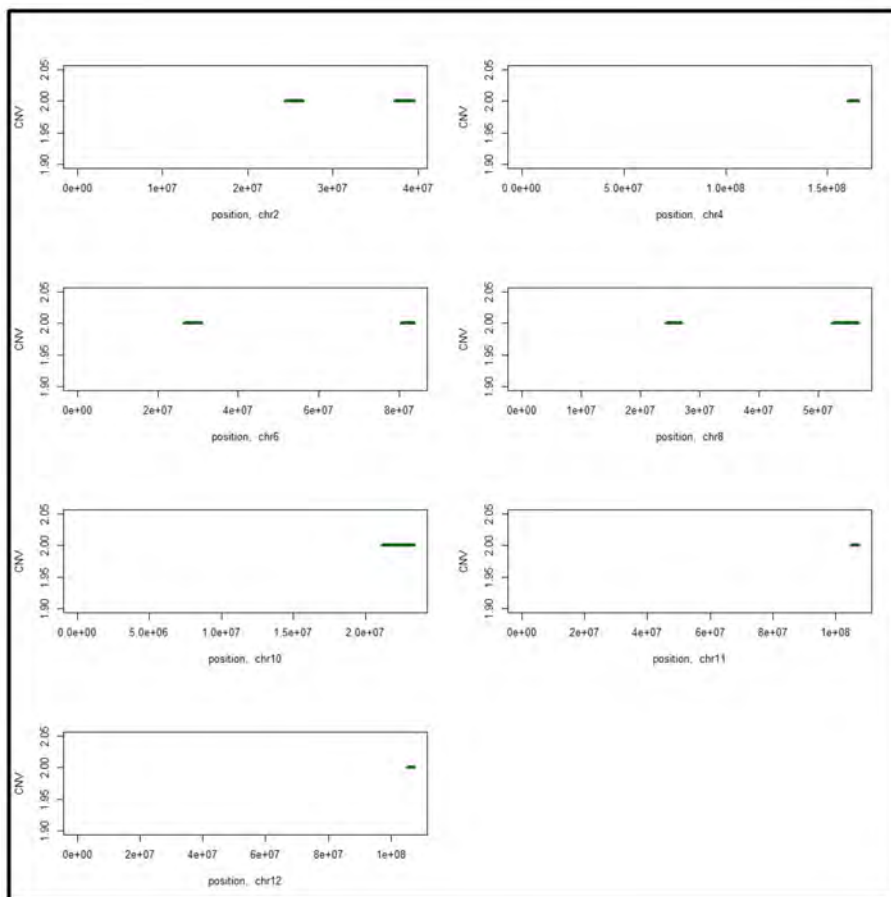 CNV
2.05
2.00
1.95
1.90
0e+00 1e+07 2e+07 3e+07 4e+07
position, chr2
CNV
2.05
2.00
1.95
1.90
0.0e+00 5.0e+07 1.0e+08 1.5e+08
position, chr4
CNV
2.05
2.00
1.95
1.90
0e+00 2e+07 4e+07 6e+07 8e+07
position, chr6
CNV
2.05
2.00
1.95
1.90
0e+00 1e+07 2e+07 3e+07 4e+07 5e+07
position, chr8
CNV
2.05
2.00
1.95
1.90
0.0e+00 5.0e+06 1.0e+07 1.5e+07 2.0e+07
position, chr10
CNV
2.05
2.00
1.95
1.90
0e+00 2e+07 4e+07 6e+07 8e+07 1e+08
position, chr11
CNV
2.05
2.00
1.95
1.90
0e+00 2e+07 4e+07 6e+07 8e+07 1e+08
position, chr12